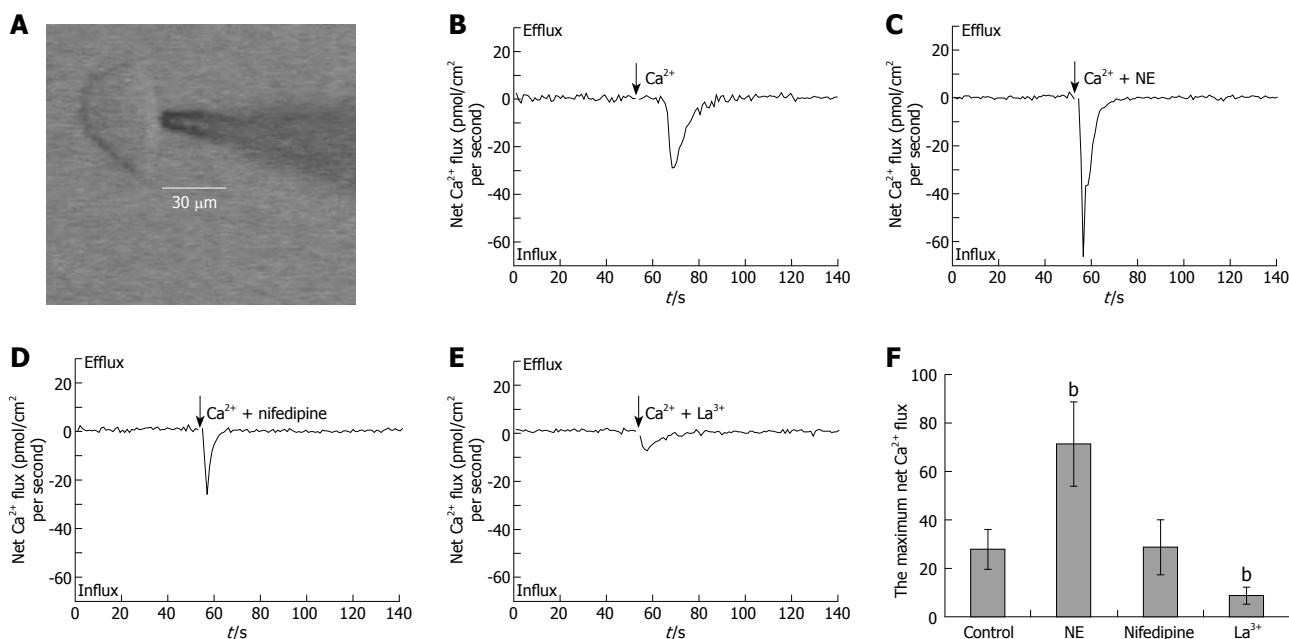 A
30 μm
B
Efflux
20
0
-20
-40
-60
Influx
Net Ca²⁺ flux (pmol/cm²
per second)
Ca²⁺
0 20 40 60 80 100 120 140
t/s
C
Efflux
20
0
-20
-40
-60
Influx
Net Ca²⁺ flux (pmol/cm²
per second)
Ca²⁺ + NE
0 20 40 60 80 100 120 140
t/s
D
Efflux
20
0
-20
-40
-60
Influx
Net Ca²⁺ flux (pmol/cm²
per second)
Ca²⁺ + nifedipine
0 20 40 60 80 100 120 140
t/s
E
Efflux
20
0
-20
-40
-60
Influx
Net Ca²⁺ flux (pmol/cm²
per second)
Ca²⁺ + La³⁺
0 20 40 60 80 100 120 140
t/s
F
100
80
60
40
20
0
The maximum net Ca²⁺ flux
b
b
Control NE Nifedipine La³⁺